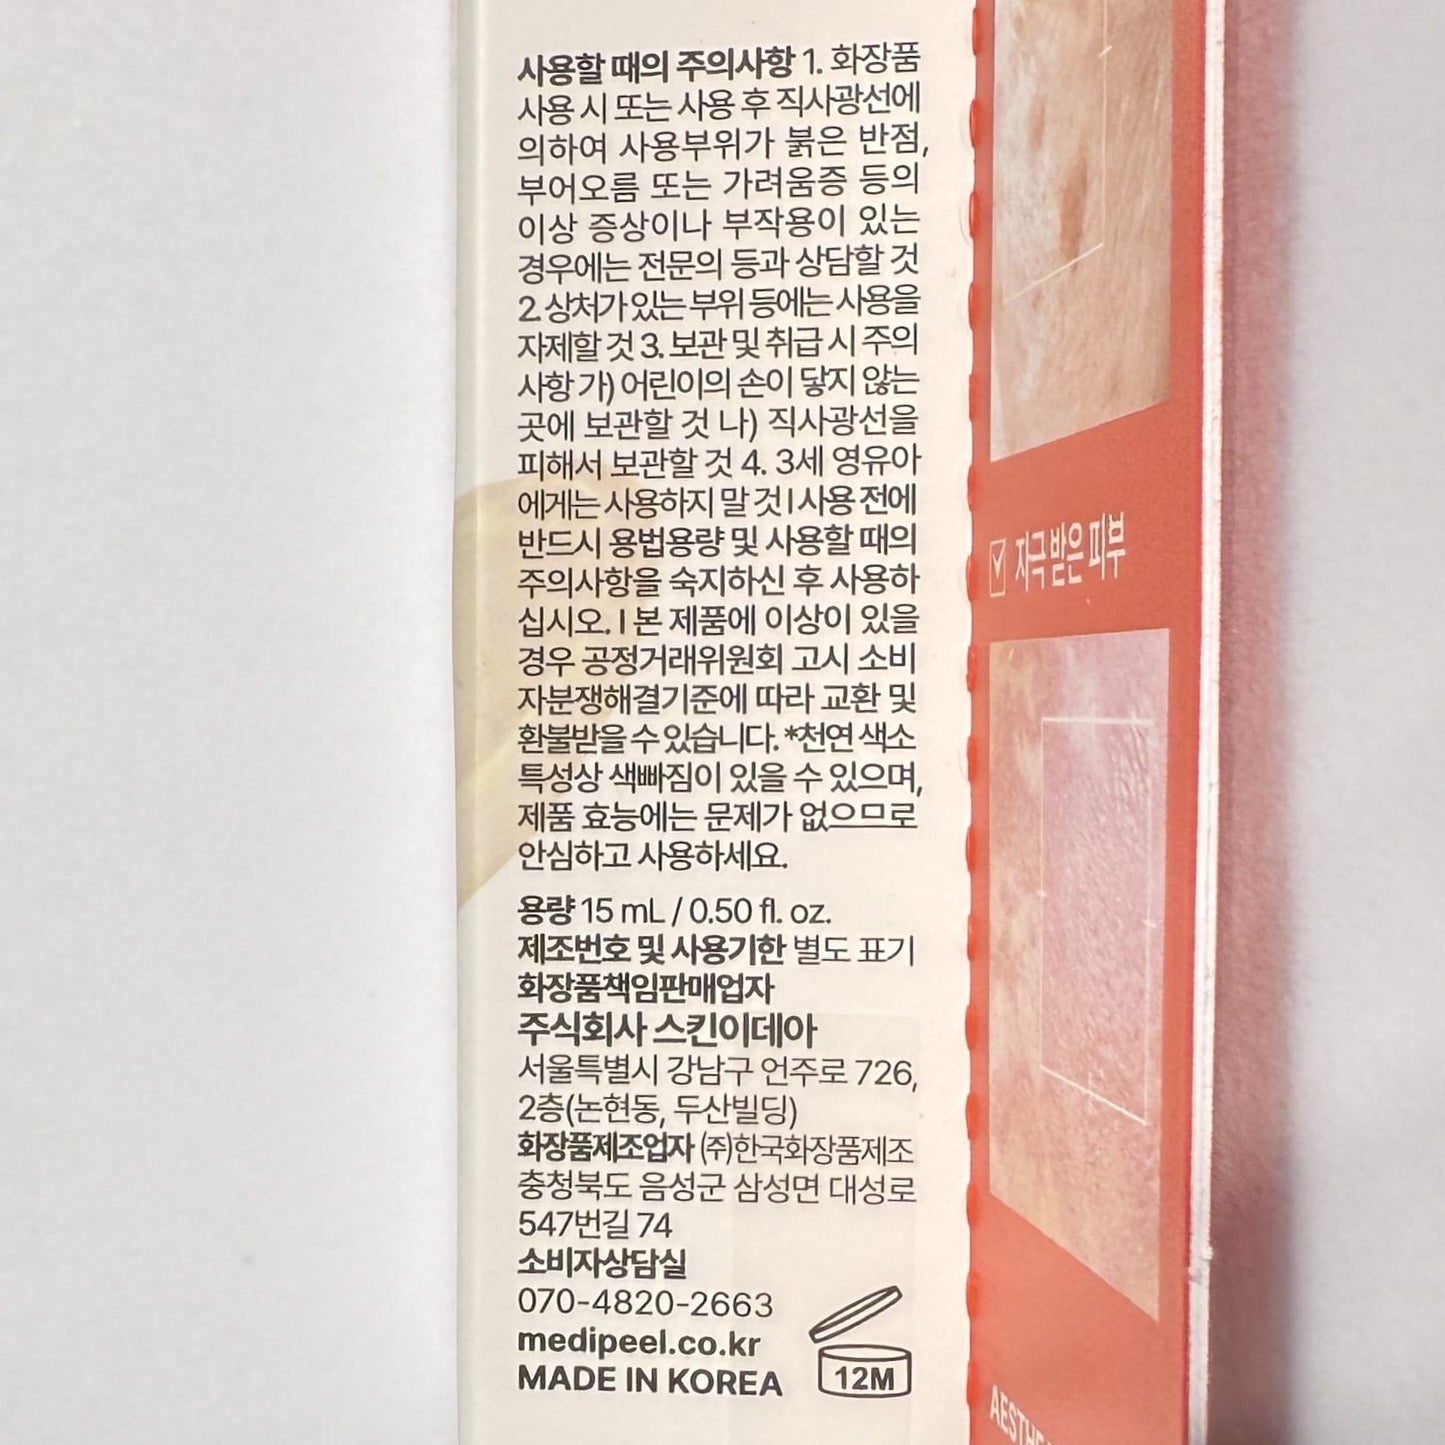 사용할 때의 주의사항 1. 화장품
사용 시 또는 사용 후 직사광선에
의하여 사용부위가 붉은 반점,
부어오름 또는 가려움증 등의
이상 증상이나 부작용이 있는
경우에는 전문의 등과 상담할 것
2. 상처가 있는 부위 등에는 사용을
자제할 것 3. 보관 및 취급 시 주의
사항 가) 어린이의 손이 닿지 않는
곳에 보관할 것 나) 직사광선을
피해서 보관할 것 4. 3세 영유아
에게는 사용하지 말 것 I 사용 전에
반드시 용법용량 및 사용할 때의
주의사항을 숙지하신 후 사용하
십시오. I 본 제품에 이상이 있을
경우 공정거래위원회 고시 소비
자분쟁해결기준에 따라 교환 및
환불받을 수 있습니다. *천연 색소
특성상 색빠짐이 있을 수 있으며,
제품 효능에는 문제가 없으므로
안심하고 사용하세요.
용량 15 mL / 0.50 fl. oz.
제조번호 및 사용기한 별도 표기
화장품책임판매업자
주식회사 스킨이데아
서울특별시 강남구 언주로 726,
2층(논현동, 두산빌딩)
화장품제조업자 (주)한국화장품제조
충청북도 음성군 삼성면 대성로
547번길 74
소비자상담실
070-4820-2663
medipeel.co.kr
MADE IN KOREA
12M
자극 받은 피부